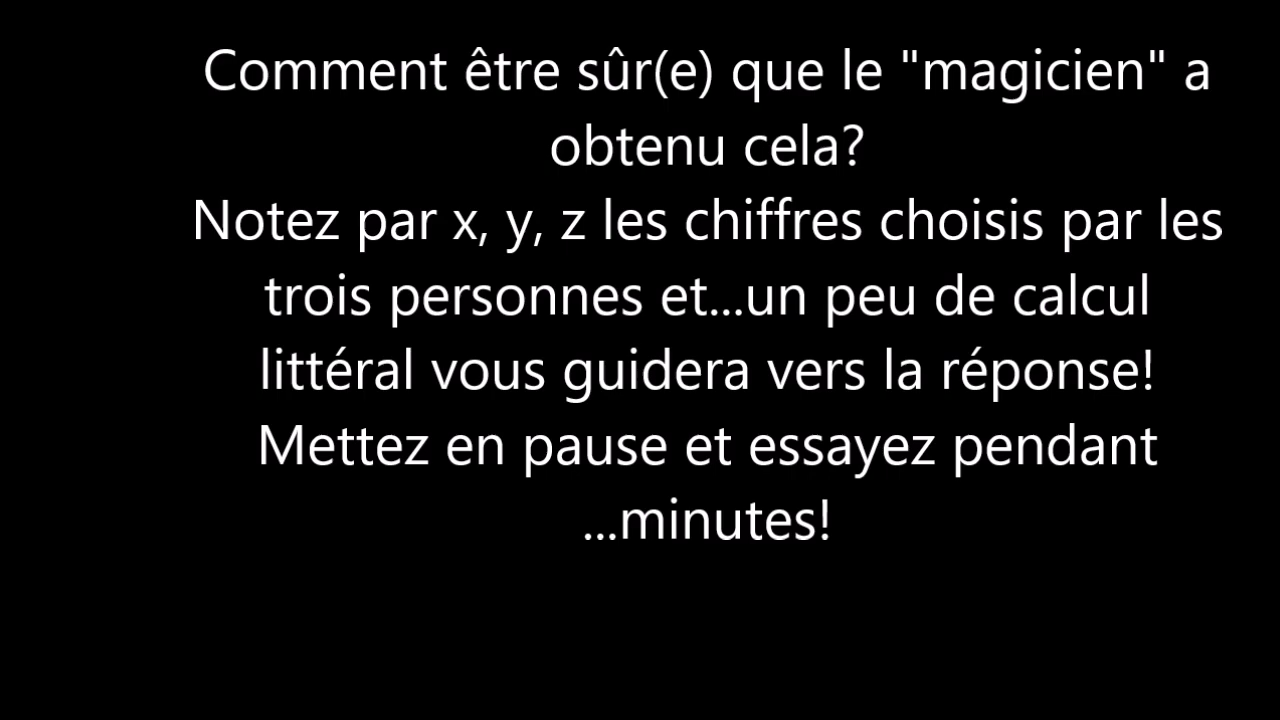 Comment être sûr(e) que le "magicien" a
obtenu cela?
Notez par x, y, z les chiffres choisis par les
trois personnes et...un peu de calcul
littéral vous guidera vers la réponse!
Mettez en pause et essayez pendant
...minutes!